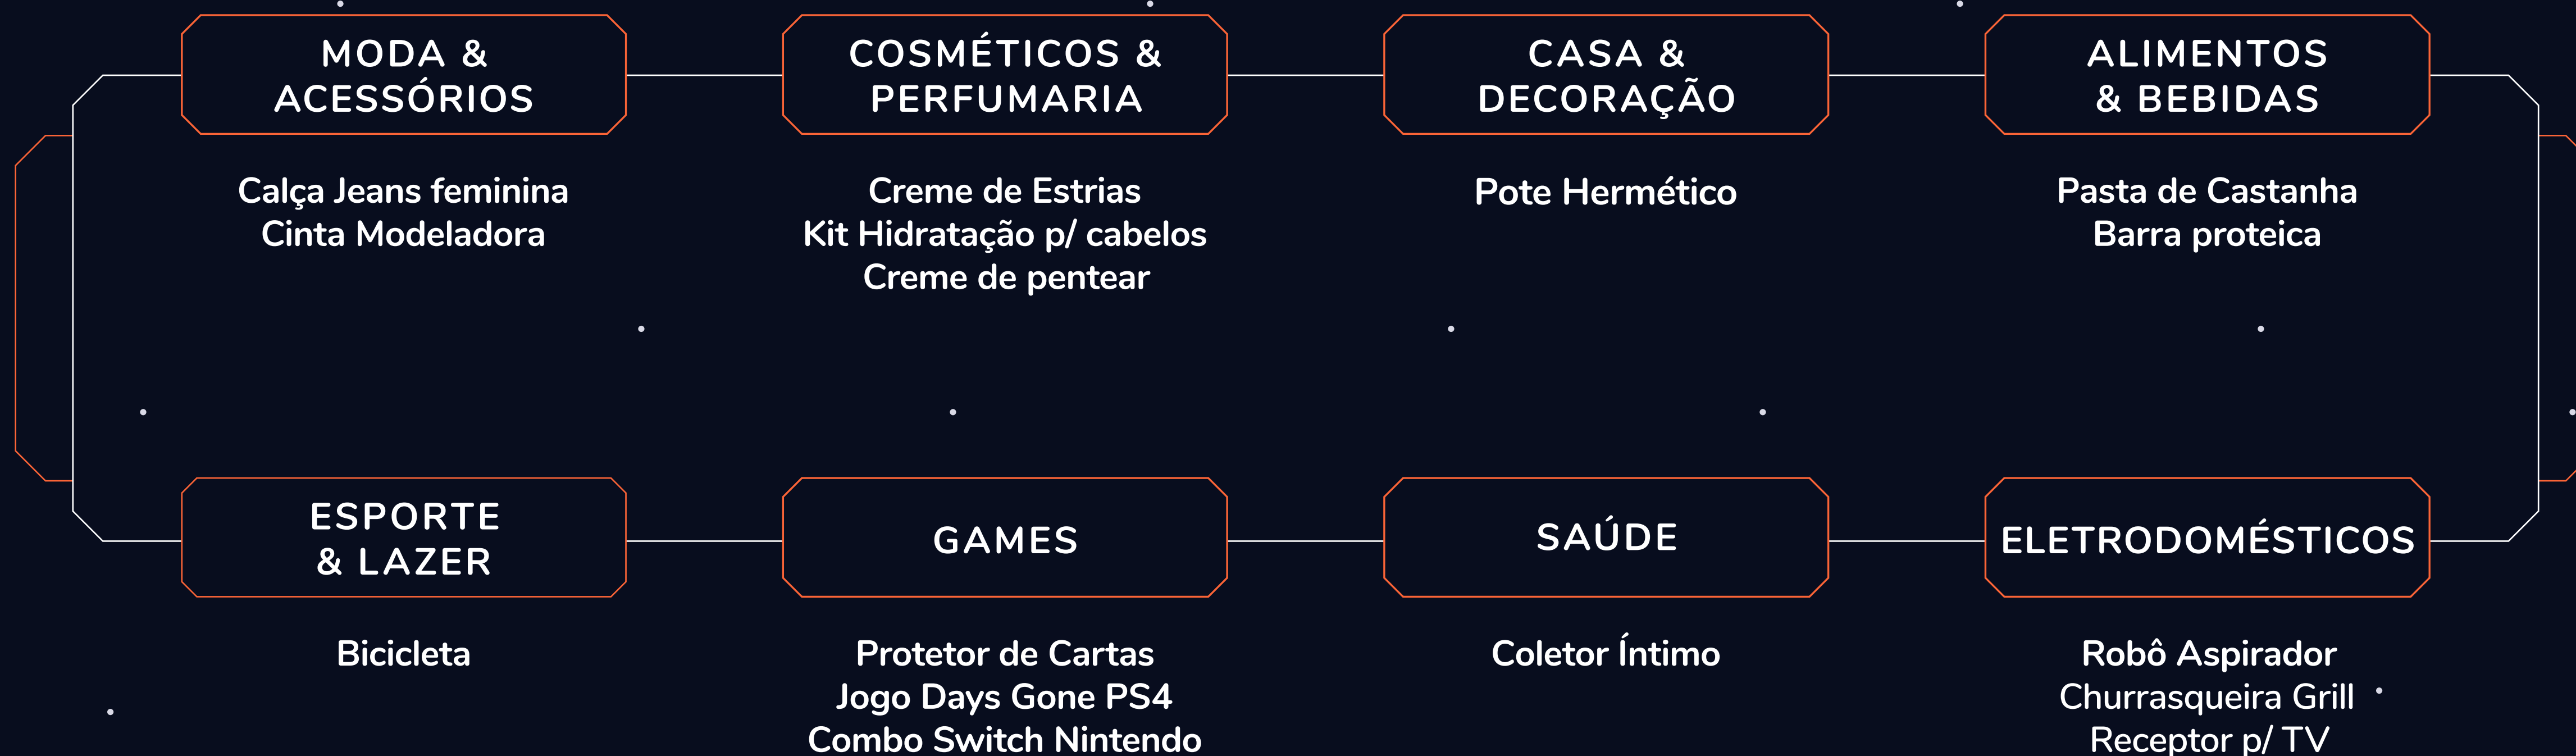 MODA &
ACESSÓRIOS
Calça Jeans feminina
Cinta Modeladora
COSMÉTICOS &
PERFUMARIA
Creme de Estrias
Kit Hidratação p/ cabelos
Creme de pentear
CASA &
DECORAÇÃO
Pote Hermético
ALIMENTOS
& BEBIDAS
Pasta de Castanha
Barra proteica
ESPORTE
& LAZER
Bicicleta
GAMES
Protetor de Cartas
Jogo Days Gone PS4
Combo Switch Nintendo
SAÚDE
Coletor Íntimo
ELETRODOMÉSTICOS
Robô Aspirador
Churrasqueira Grill
Receptor p/ TV